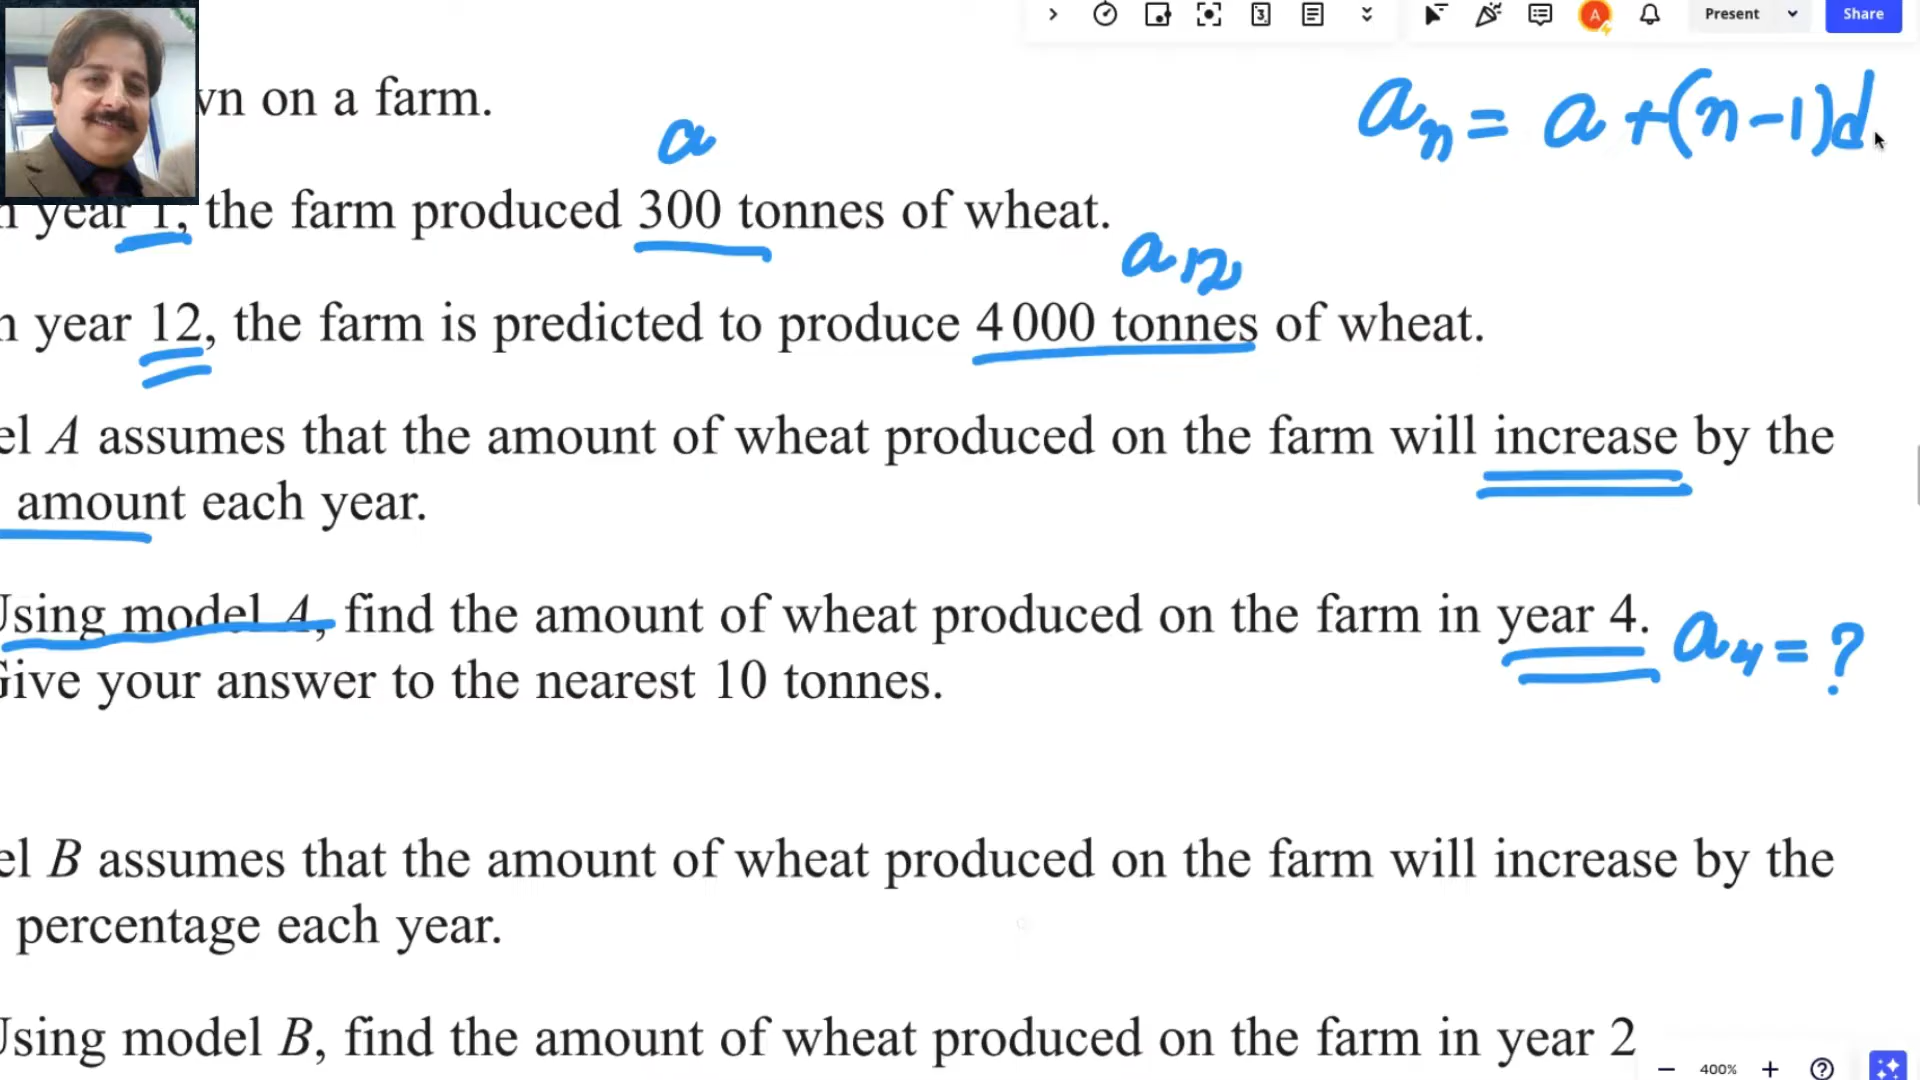 Present
Share
on a farm.
aₙ = a + (n-1)d
a
year 1, the farm produced 300 tonnes of wheat.
a₁₂
year 12, the farm is predicted to produce 4 000 tonnes of wheat.
A assumes that the amount of wheat produced on the farm will increase by the
amount each year.
Using model A, find the amount of wheat produced on the farm in year 4.
a₄ = ?
Give your answer to the nearest 10 tonnes.
B assumes that the amount of wheat produced on the farm will increase by the
percentage each year.
Using model B, find the amount of wheat produced on the farm in year 2
400%